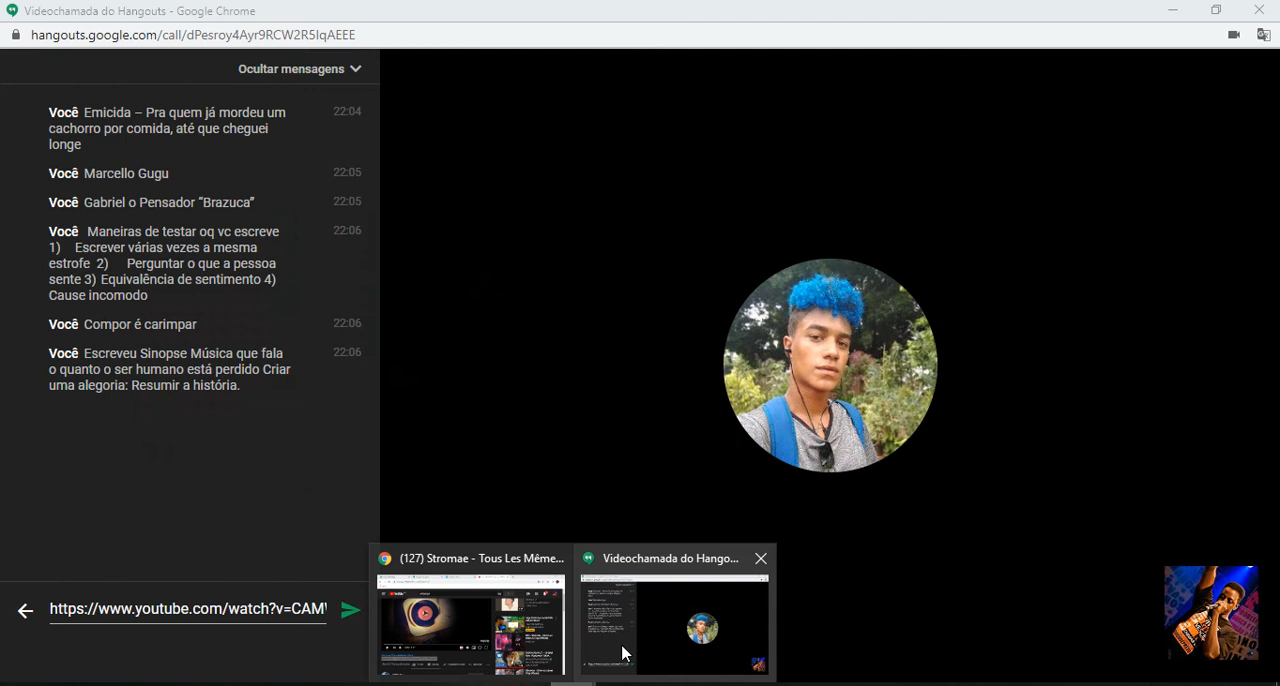 Videochamada do Hangouts - Google Chrome
hangouts.google.com/call/dPesroy4Ayr9RCW2R5IqAEEE
Ocultar mensagens
Você Emicida – Pra quem já mordeu um 22:04
cachorro por comida, até que cheguei
longe
Você Marcello Gugu 22:05
Você Gabriel o Pensador “Brazuca” 22:05
Você Maneiras de testar oq vc escreve 22:06
1) Escrever várias vezes a mesma
estrofe 2) Perguntar o que a pessoa
sente 3) Equivalência de sentimento 4)
Cause incomodo
Você Compor é carimpar 22:06
Você Escreveu Sinopse Música que fala 22:06
o quanto o ser humano está perdido Criar
uma alegoria: Resumir a história.
(127) Stromae - Tous Les Même...
Videochamada do Hango...
https://www.youtube.com/watch?v=CAM